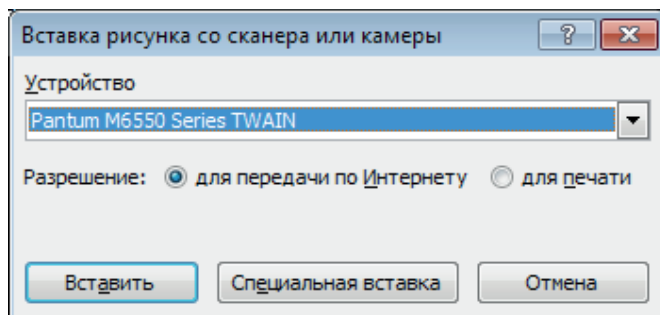 Вставка рисунка со сканера или камеры
Устройство
Pantum M6550 Series TWAIN
Разрешение: для передачи по Интернету для печати
Вставить Специальная вставка Отмена